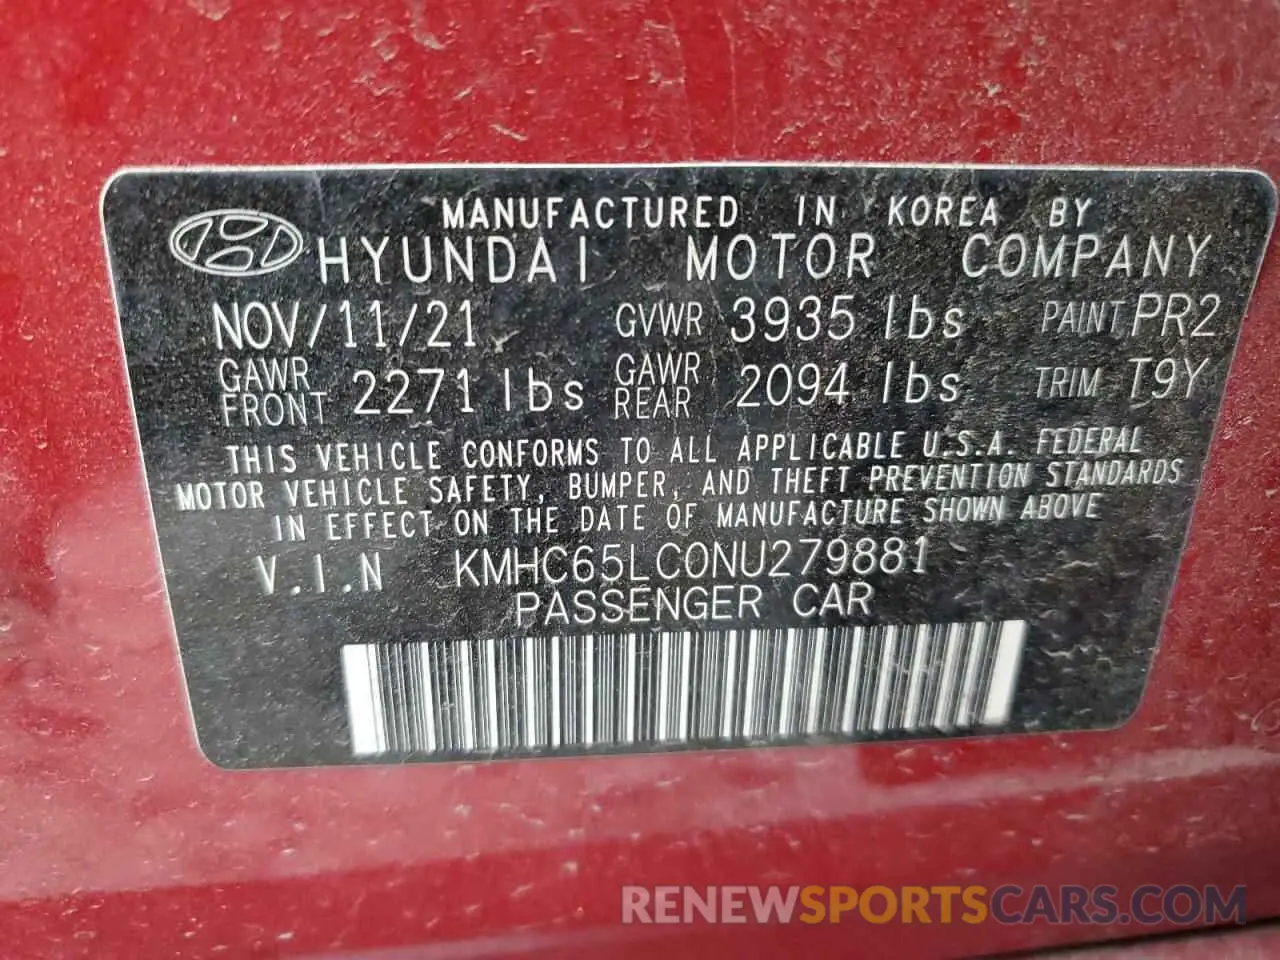 MANUFACTURED IN KOREA BY
HYUNDAI MOTOR COMPANY
NOV/11/21 GVWR 3935 lbs PAINT PR2
GAWR FRONT 2271 lbs GAWR REAR 2094 lbs TRIM T9Y
THIS VEHICLE CONFORMS TO ALL APPLICABLE U.S.A. FEDERAL
MOTOR VEHICLE SAFETY, BUMPER, AND THEFT PREVENTION STANDARDS
IN EFFECT ON THE DATE OF MANUFACTURE SHOWN ABOVE
V.I.N KMHC65LC0NU279881
PASSENGER CAR
RENEWSPORTSCARS.COM